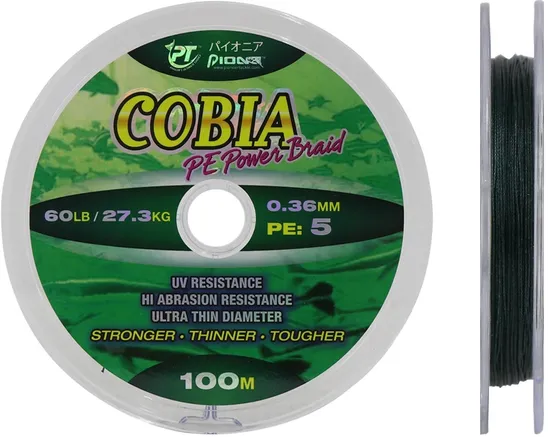 PT
パイオニア
PIONEER
COBIA
PE Power Braid
60LB / 27.3KG
0.36MM
PE: 5
UV RESISTANCE
HI ABRASION RESISTANCE
ULTRA THIN DIAMETER
STRONGER • THINNER • TOUGHER
100M